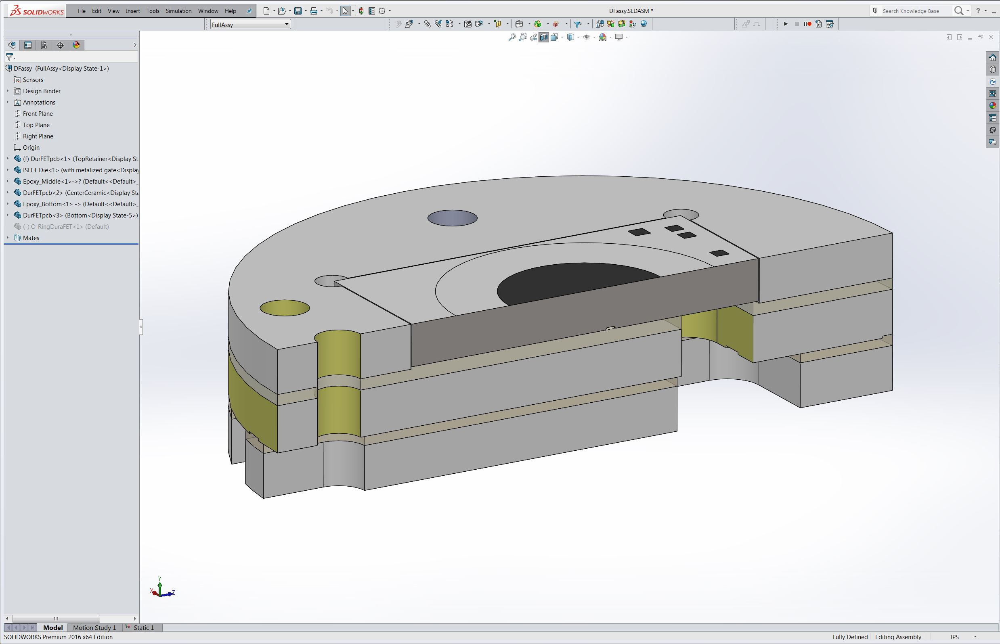 SOLIDWORKS File Edit View Insert Tools Simulation Window Help DFassy.SLDASM * Search Knowledge Base ?
FullAssy
DFassy (FullAssy<Display State-1>)
Sensors
Design Binder
A Annotations
Front Plane
Top Plane
Right Plane
Origin
(f) DurFETpcb<1> (TopRetainer<Display St
ISFET Die<1> (with metalized gate<Display
Epoxy_Middle<1>->? (Default<<Default>_
DurFETpcb<2> (CenterCeramic<Display Sta
Epoxy_Bottom<1> -> (Default<<Default>_
DurFETpcb<3> (Bottom<Display State-5>)
(-) O-RingDuraFET<1> (Default)
Mates
Y
X Z
Model Motion Study 1 Static 1
SOLIDWORKS Premium 2016 x64 Edition Fully Defined Editing Assembly IPS